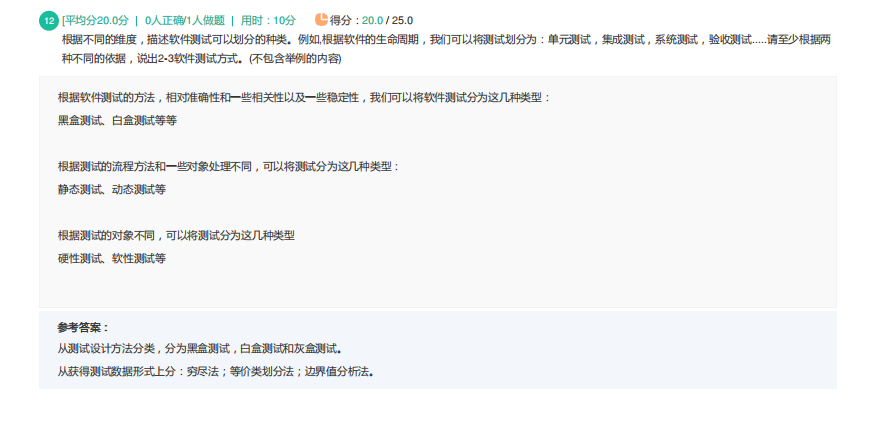 12 [平均分20.0分 | 0人正确/1人做题 | 用时：10分 得分：20.0 / 25.0
根据不同的维度，描述软件测试可以划分的种类。例如,根据软件的生命周期，我们可以将测试划分为：单元测试，集成测试，系统测试，验收测试.....请至少根据两
种不同的依据，说出2-3软件测试方式。(不包含举例的内容)
根据软件测试的方法，相对准确性和一些相关性以及一些稳定性，我们可以将软件测试分为这几种类型：
黑盒测试、白盒测试等等
根据测试的流程方法和一些对象处理不同，可以将测试分为这几种类型：
静态测试、动态测试等
根据测试的对象不同，可以将测试分为这几种类型
硬性测试、软性测试等
参考答案：
从测试设计方法分类，分为黑盒测试，白盒测试和灰盒测试。
从获得测试数据形式上分：穷尽法；等价类划分法；边界值分析法。